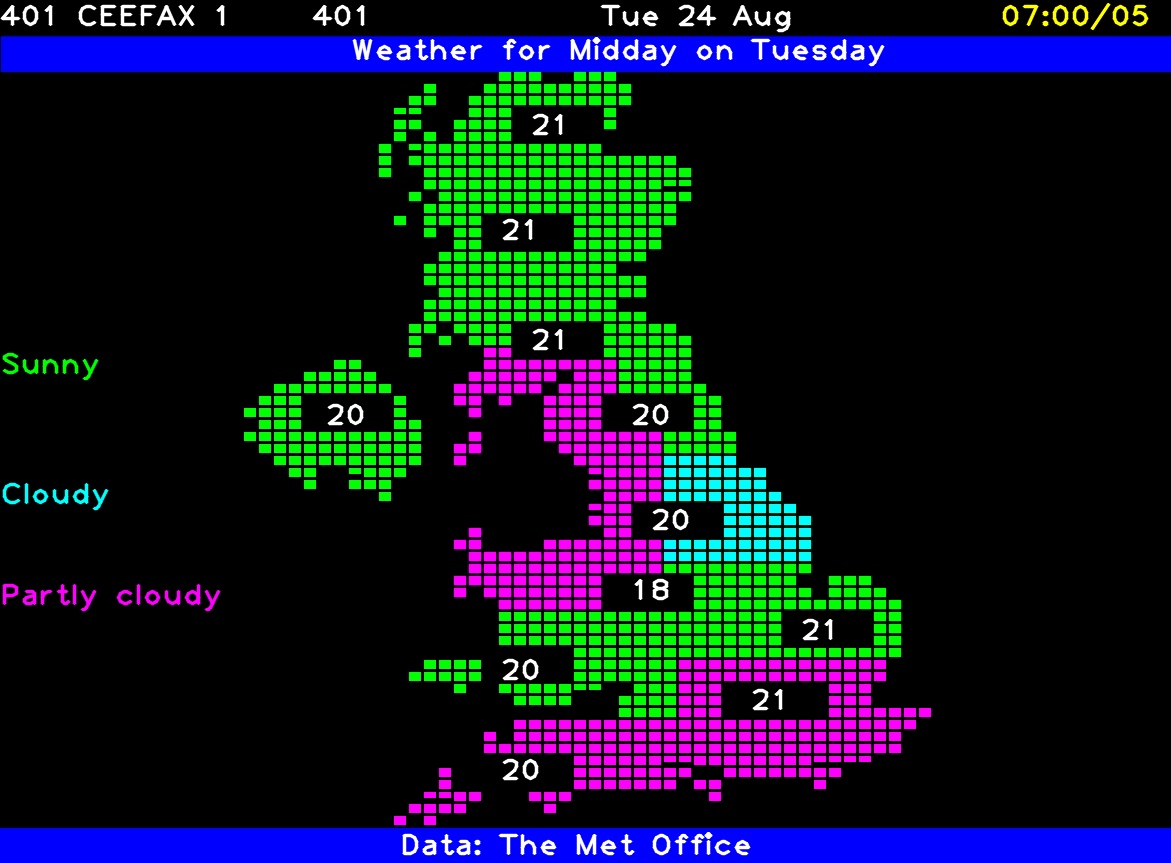 401 CEEFAX 1 401 Tue 24 Aug 07:00/05
Weather for Midday on Tuesday
21
21
21
Sunny
20 20
Cloudy
20
18
Partly cloudy
21
20
21
20
Data: The Met Office